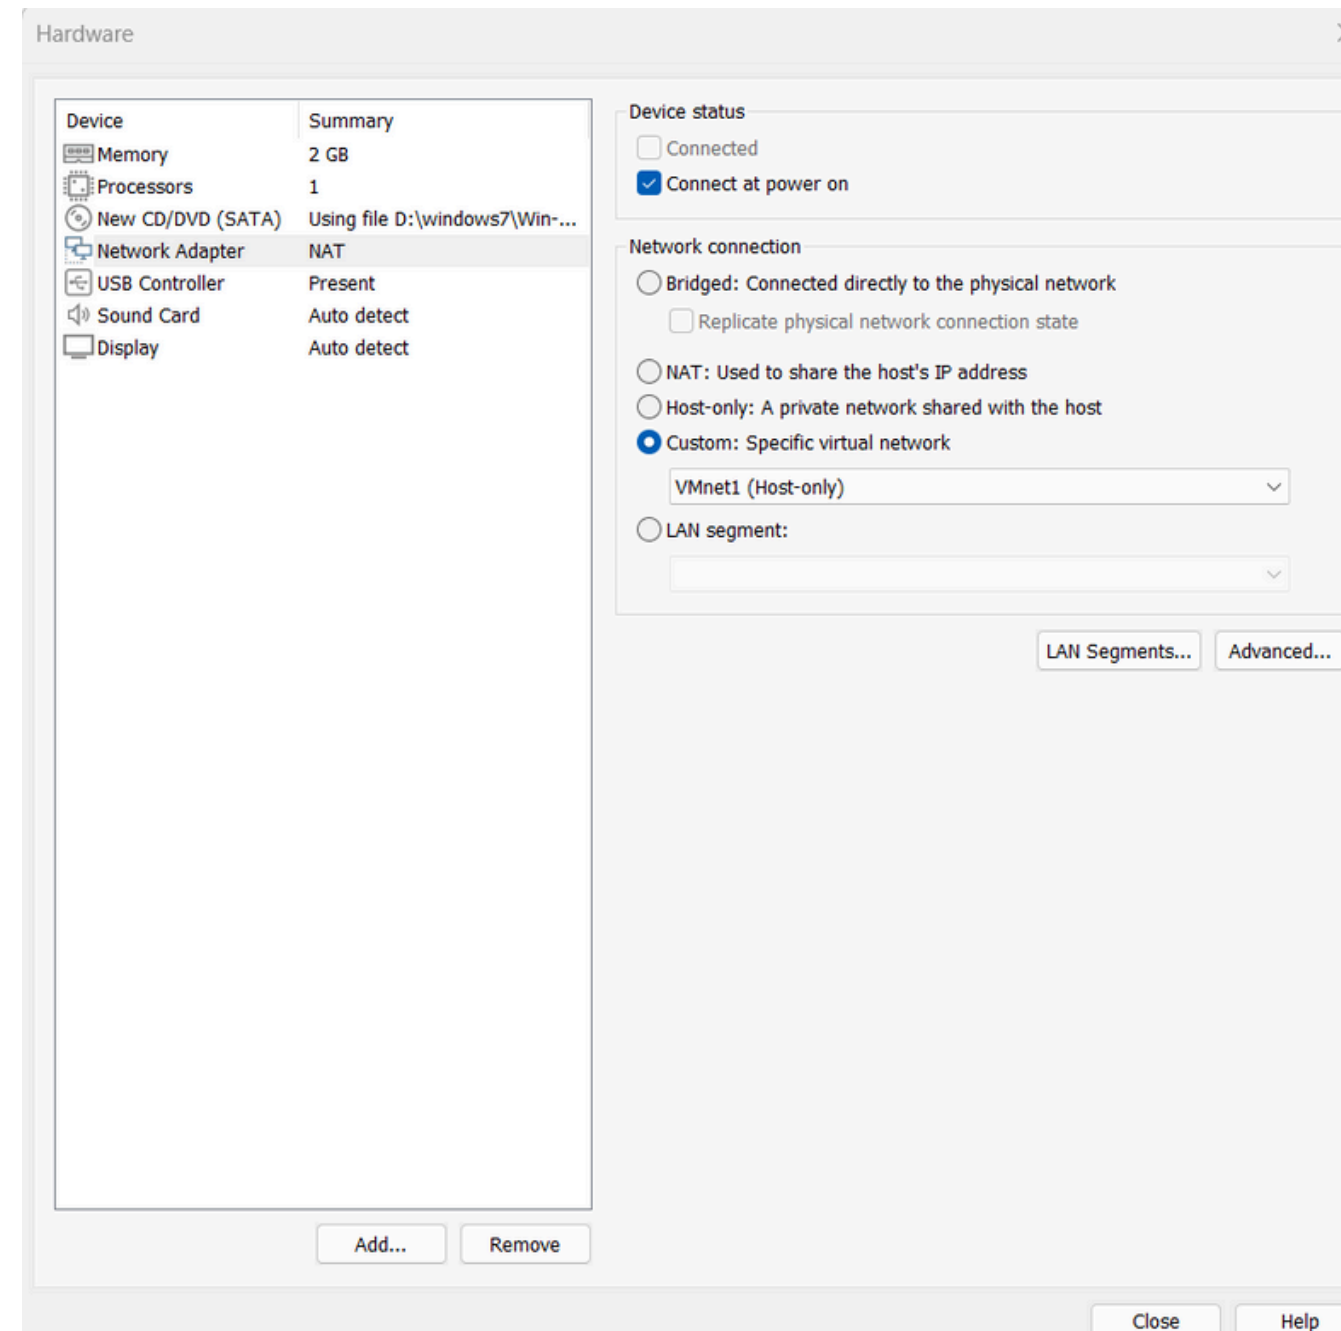 Hardware
Device Summary
Memory 2 GB
Processors 1
New CD/DVD (SATA) Using file D:\windows7\Win-...
Network Adapter NAT
USB Controller Present
Sound Card Auto detect
Display Auto detect
Add... Remove
Device status
Connected
Connect at power on
Network connection
Bridged: Connected directly to the physical network
Replicate physical network connection state
NAT: Used to share the host's IP address
Host-only: A private network shared with the host
Custom: Specific virtual network
VMnet1 (Host-only)
LAN segment:
LAN Segments... Advanced...
Close Help